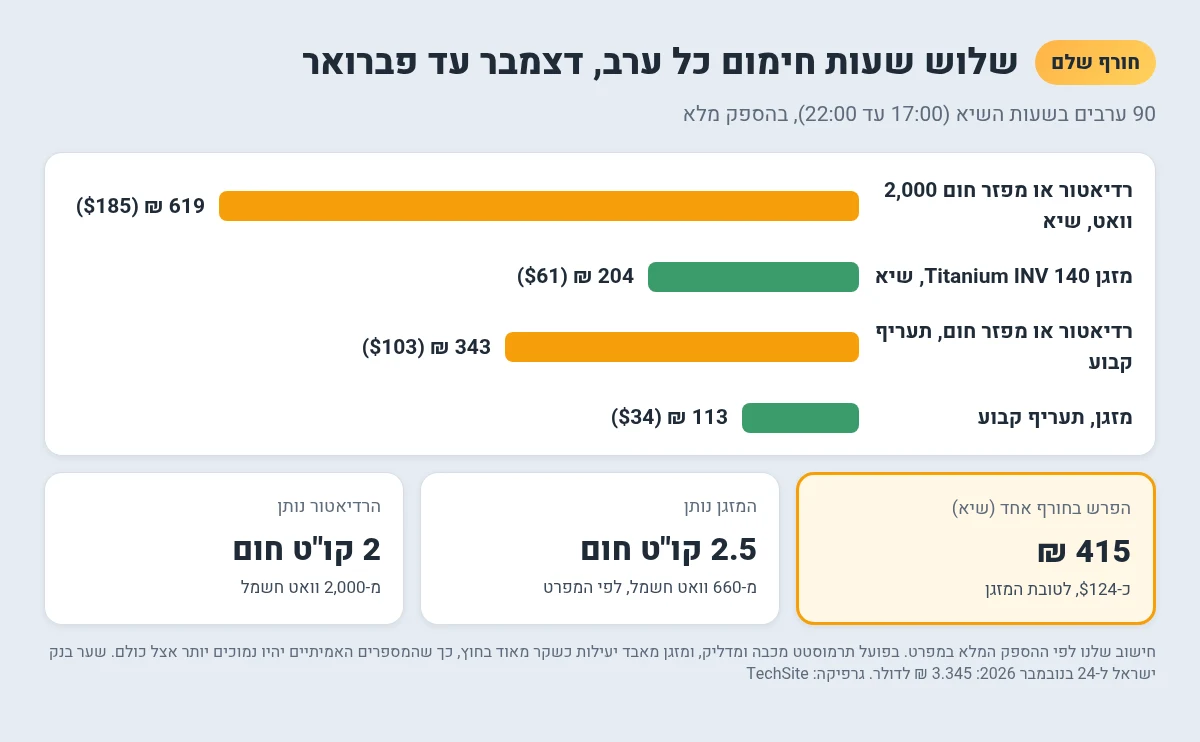 חורף שלם
שלוש שעות חימום כל ערב, דצמבר עד פברואר
90 ערבים בשעות השיא (17:00 עד 22:00), בהספק מלא
רדיאטור או מפזר חום 2,000
וואט, שיא
619 ₪ ($185)
מזגן Titanium INV 140, שיא
204 ₪ ($61)
רדיאטור או מפזר חום, תעריף
קבוע
343 ₪ ($103)
מזגן, תעריף קבוע
113 ₪ ($34)
הפרש בחורף אחד (שיא)
415 ₪
כ-$124, לטובת המזגן
המזגן נותן
2.5 קו"ט חום
מ-660 וואט חשמל, לפי המפרט
הרדיאטור נותן
2 קו"ט חום
מ-2,000 וואט חשמל
חישוב שלנו לפי ההספק המלא במפרט. בפועל תרמוסטט מכבה ומדליק, ומזגן מאבד יעילות כשקר מאוד בחוץ, כך שהמספרים האמיתיים יהיו נמוכים יותר אצל כולם. שער בנק
ישראל ל-24 בנובמבר 2026: 3.345 ₪ לדולר. גרפיקה: TechSite